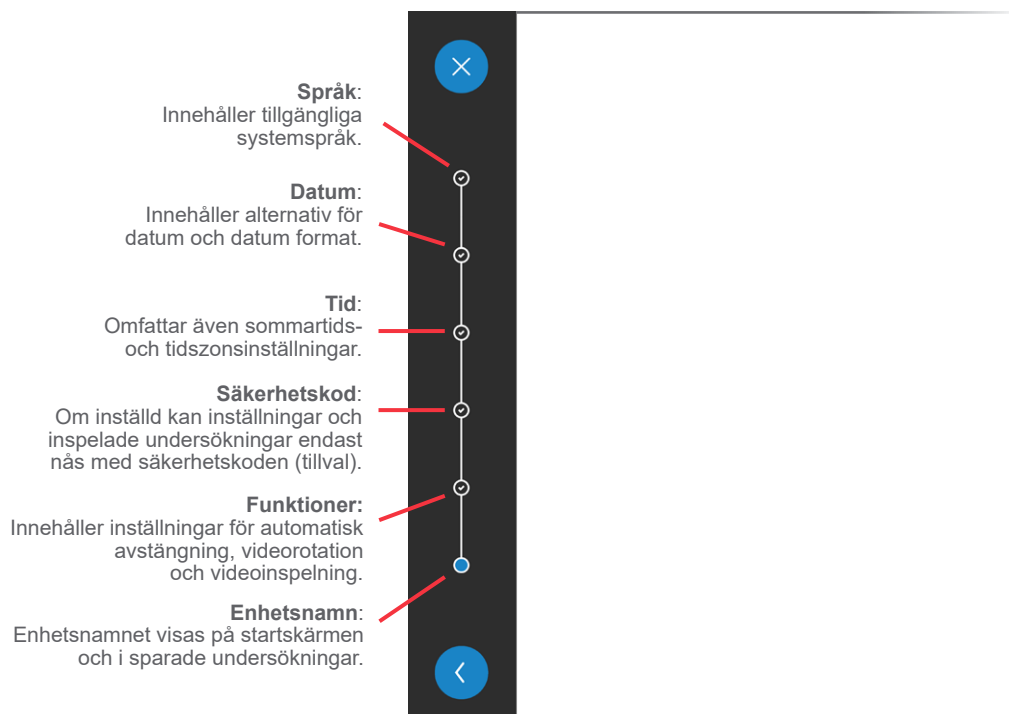 Språk:
Innehåller tillgängliga
systemspråk.
Datum:
Innehåller alternativ för
datum och datum format.
Tid:
Omfattar även sommartids-
och tidszonsinställningar.
Säkerhetskod:
Om inställd kan inställningar och
inspelade undersökningar endast
nås med säkerhetskoden (tillval).
Funktioner:
Innehåller inställningar för automatisk
avstängning, videorotation
och videoinspelning.
Enhetsnamn:
Enhetsnamnet visas på startskärmen
och i sparade undersökningar.